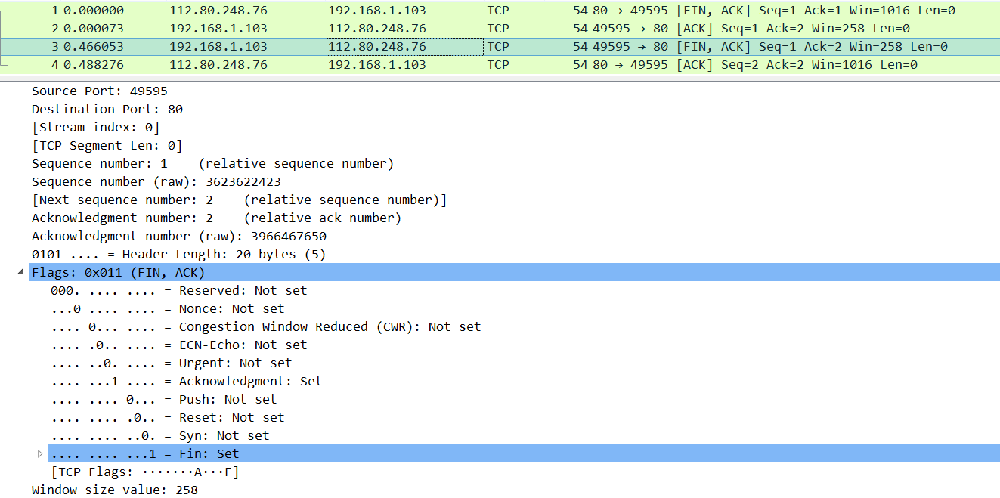 1 0.000000 112.80.248.76 192.168.1.103 TCP 54 80 → 49595 [FIN, ACK] Seq=1 Ack=1 Win=1016 Len=0
2 0.000073 192.168.1.103 112.80.248.76 TCP 54 49595 → 80 [ACK] Seq=1 Ack=2 Win=258 Len=0
3 0.466053 192.168.1.103 112.80.248.76 TCP 54 49595 → 80 [FIN, ACK] Seq=1 Ack=2 Win=258 Len=0
4 0.488276 112.80.248.76 192.168.1.103 TCP 54 80 → 49595 [ACK] Seq=2 Ack=2 Win=1016 Len=0
Source Port: 49595
Destination Port: 80
[Stream index: 0]
[TCP Segment Len: 0]
Sequence number: 1    (relative sequence number)
Sequence number (raw): 3623622423
[Next sequence number: 2    (relative sequence number)]
Acknowledgment number: 2    (relative ack number)
Acknowledgment number (raw): 3966467650
0101 .... = Header Length: 20 bytes (5)
Flags: 0x011 (FIN, ACK)
000. .... .... = Reserved: Not set
...0 .... .... = Nonce: Not set
.... 0... .... = Congestion Window Reduced (CWR): Not set
.... .0.. .... = ECN-Echo: Not set
.... ..0. .... = Urgent: Not set
.... ...1 .... = Acknowledgment: Set
.... .... 0... = Push: Not set
.... .... .0.. = Reset: Not set
.... .... ..0. = Syn: Not set
.... .... ...1 = Fin: Set
[TCP Flags: ·······A···F]
Window size value: 258